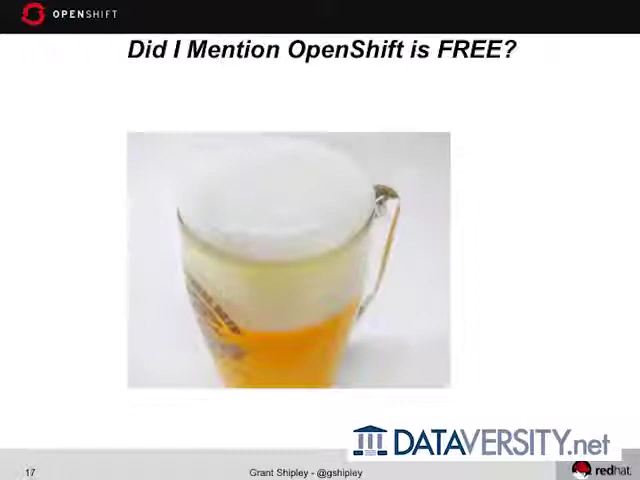 OPENSHIFT
Did I Mention OpenShift is FREE?
DATAVERSITY.net
17
Grant Shipley - @gshipley
redhat.